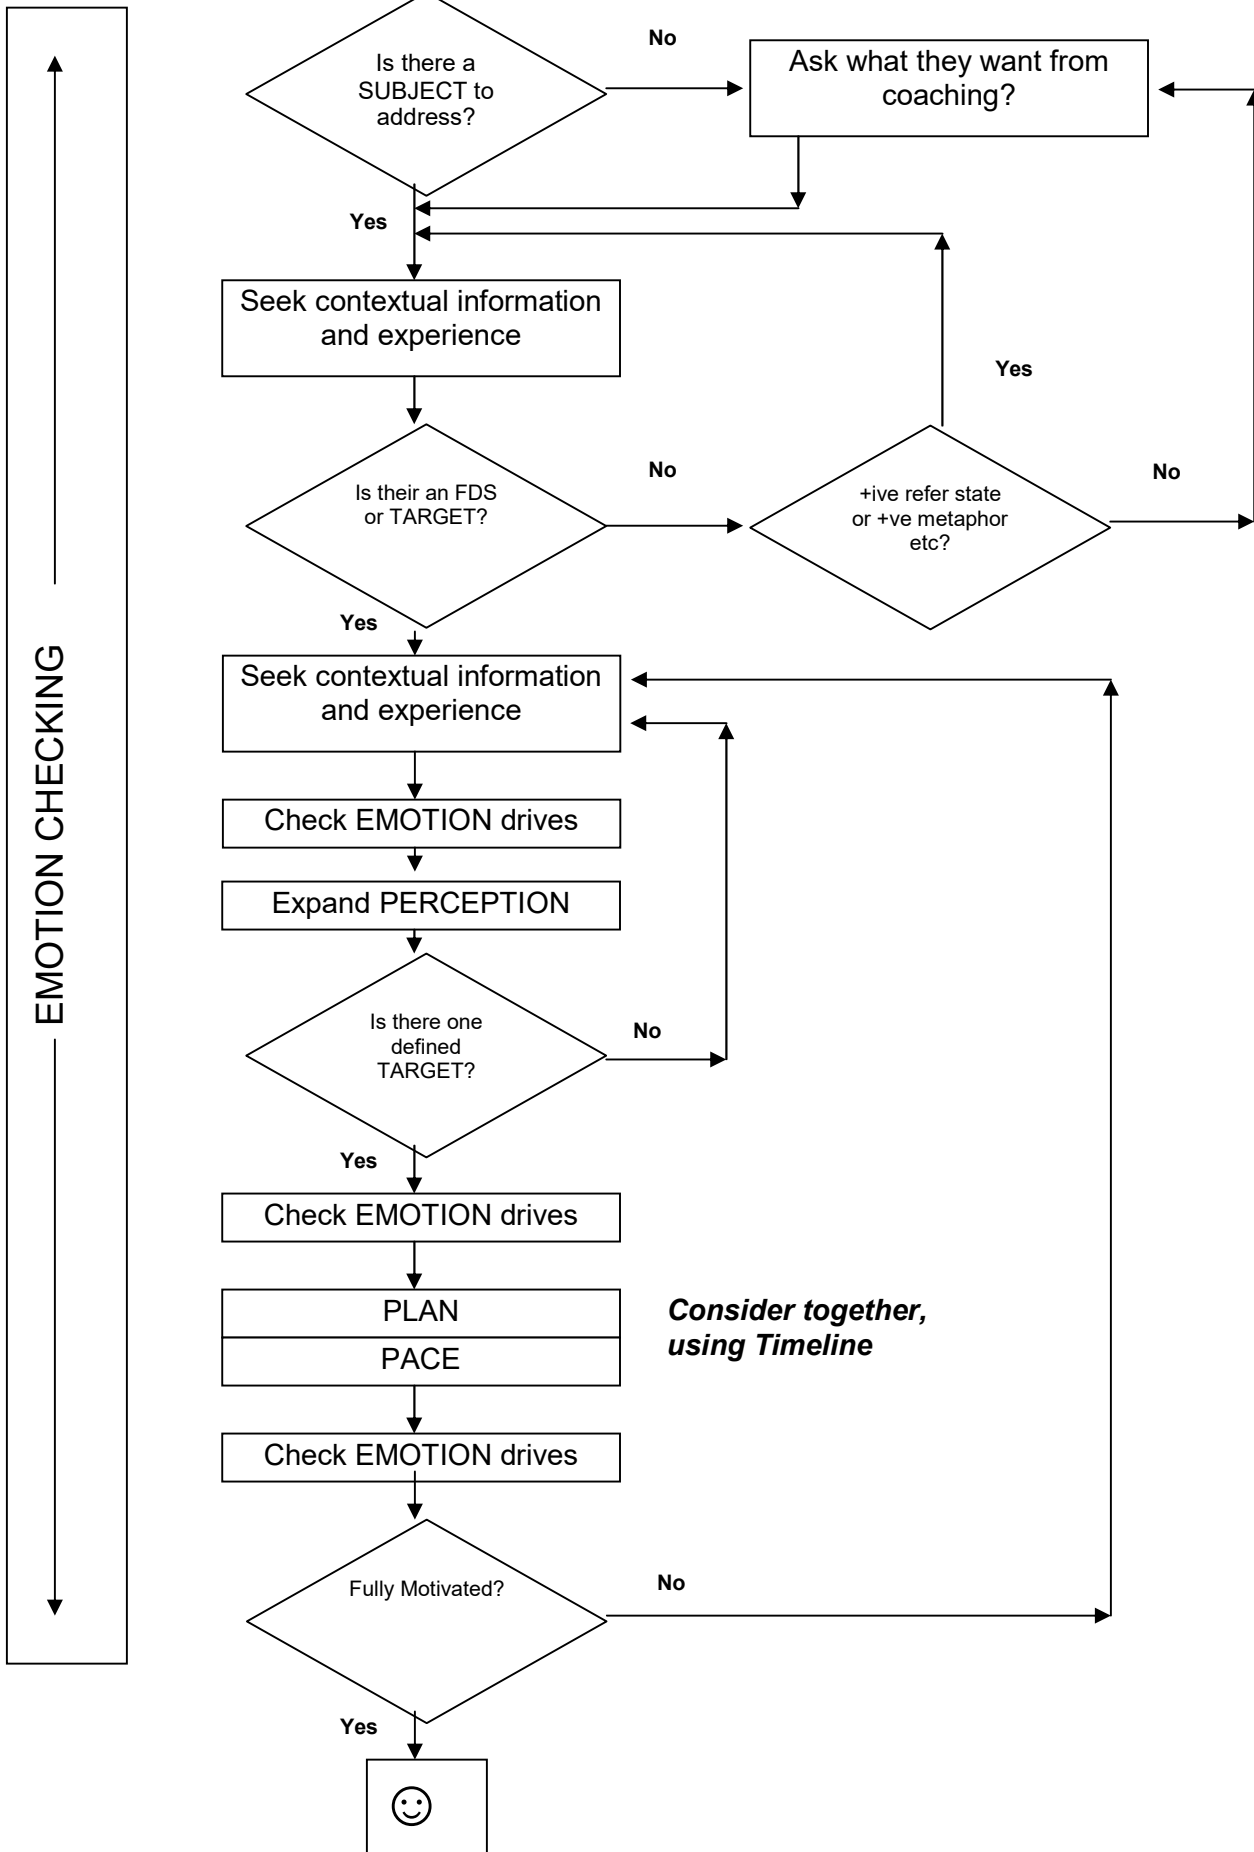 No
Is there a
SUBJECT to
address?
Ask what they want from
coaching?
Yes
Seek contextual information
and experience
Yes
No
Is their an FDS
or TARGET?
+ive refer state
or +ve metaphor
etc?
No
Yes
Seek contextual information
and experience
EMOTION CHECKING
Check EMOTION drives
Expand PERCEPTION
Is there one
defined
TARGET?
No
Yes
Check EMOTION drives
PLAN
PACE
Consider together,
using Timeline
Check EMOTION drives
Fully Motivated?
No
Yes